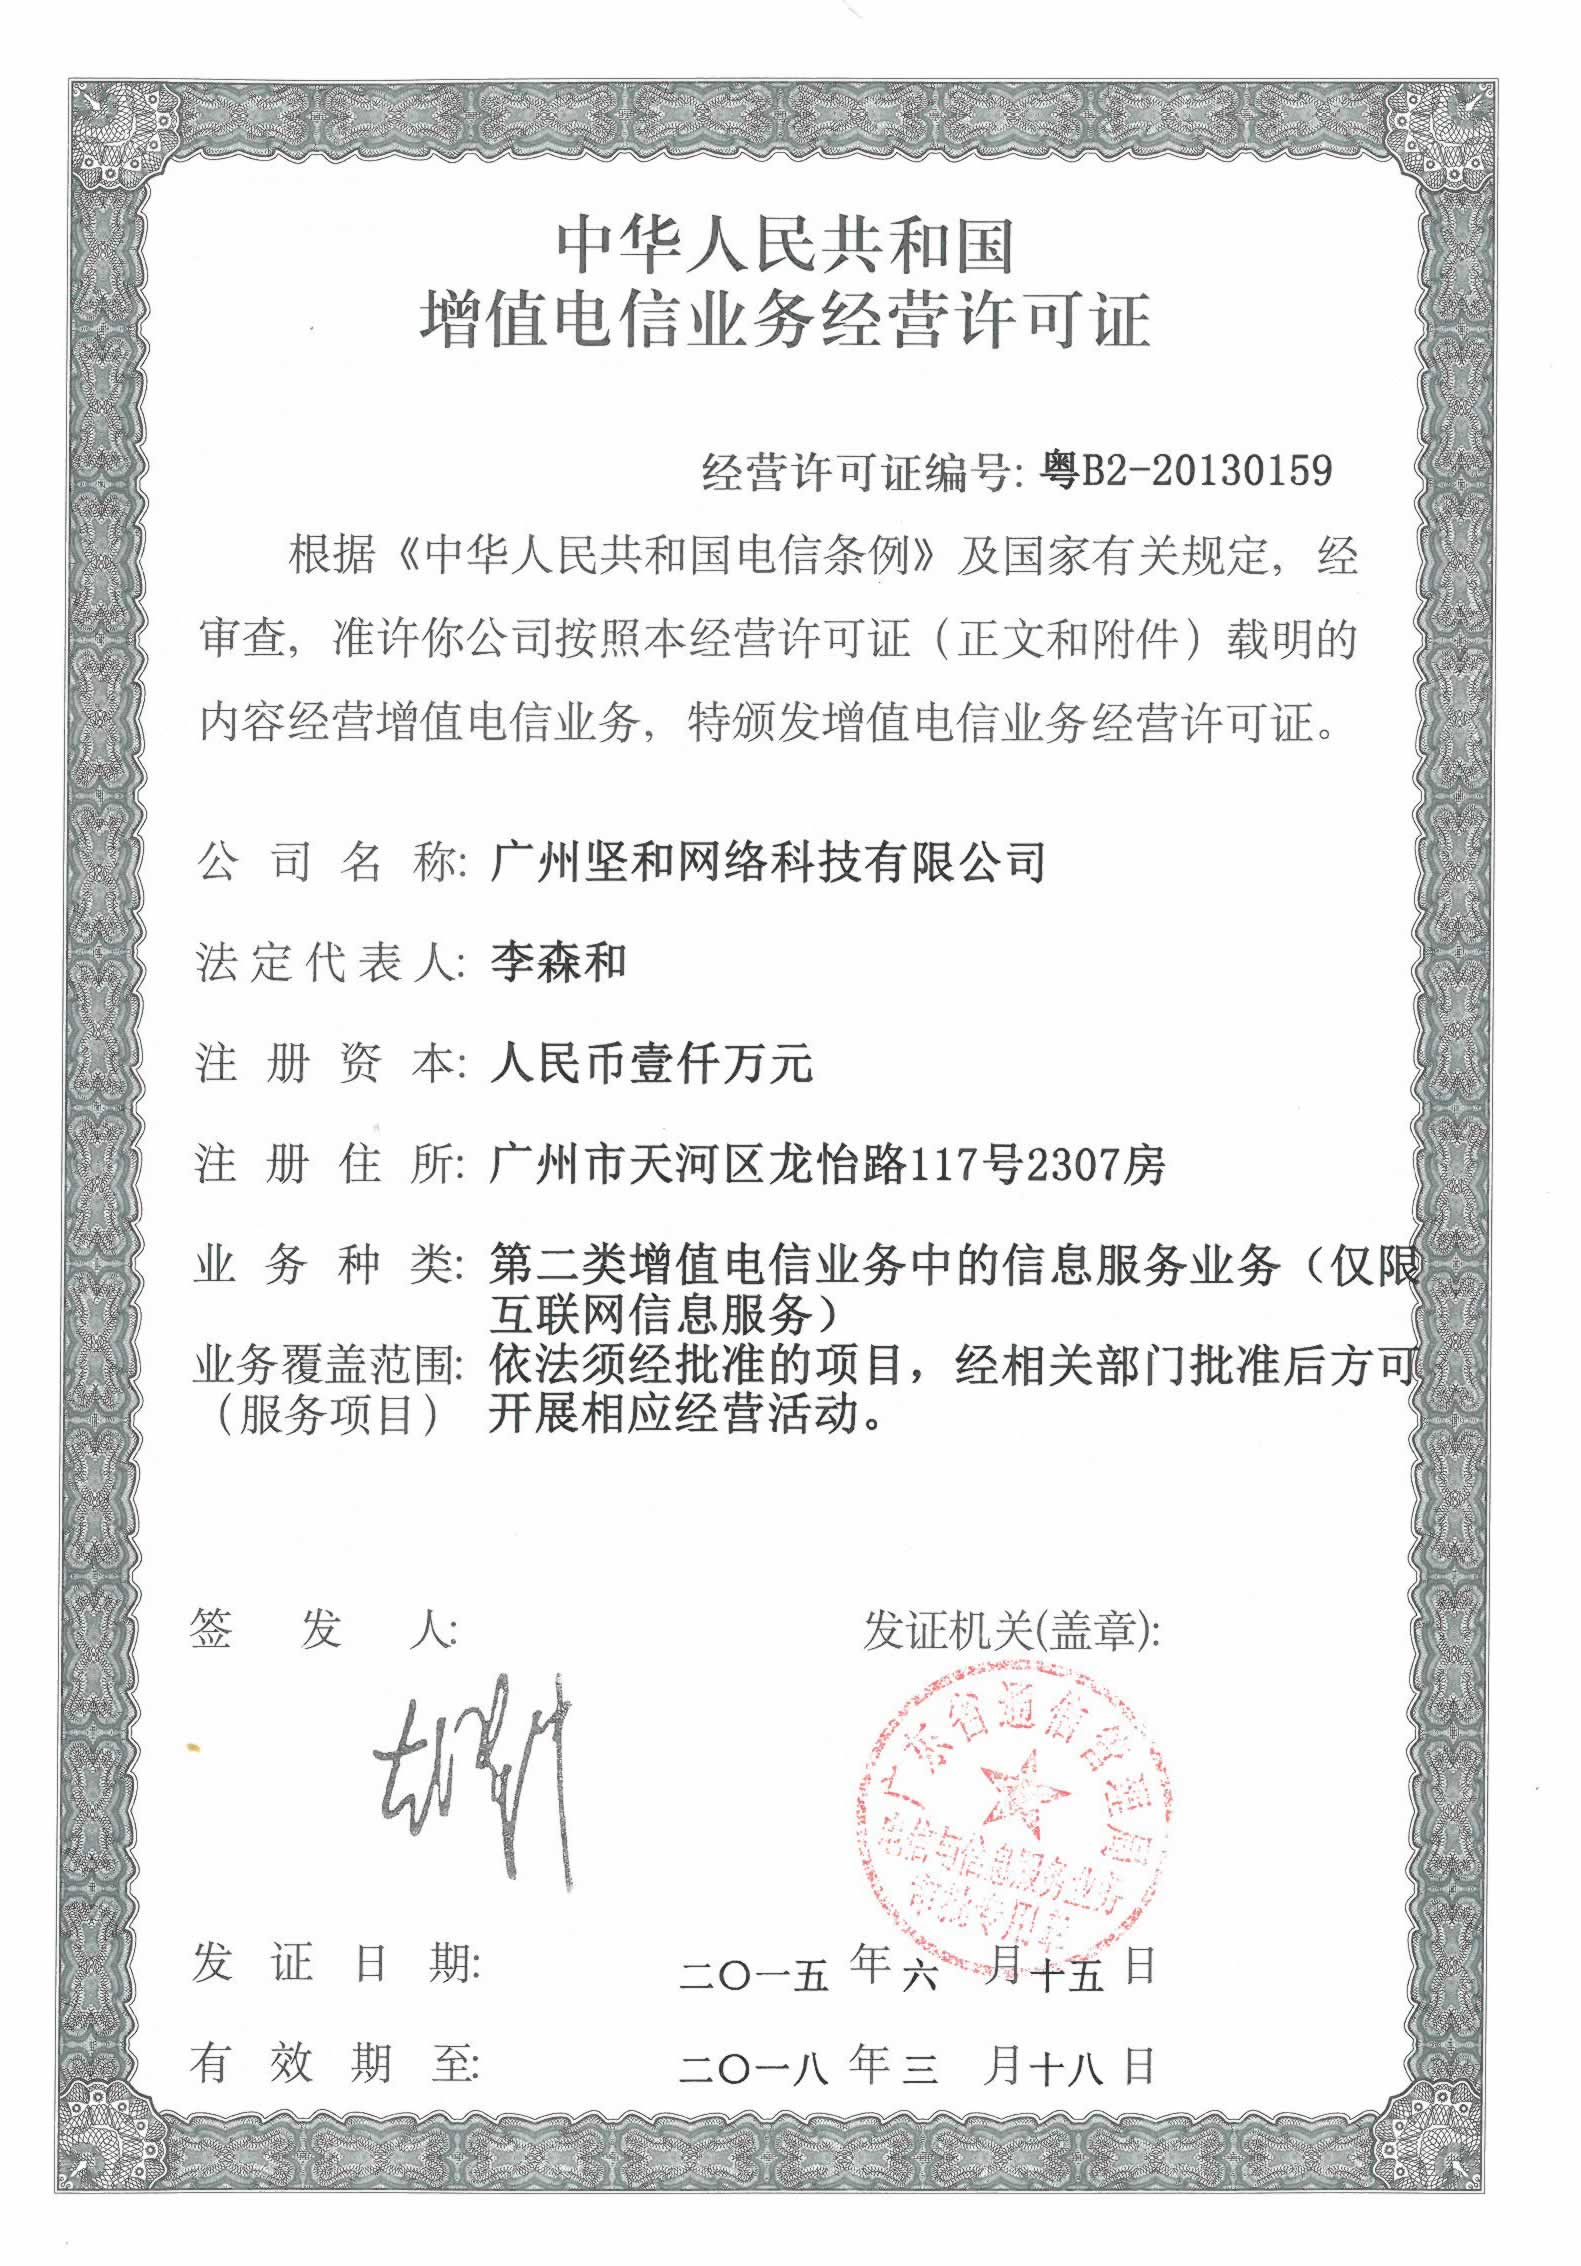 中华人民共和国
增值电信业务经营许可证
经营许可证编号: 粤B2-20130159
根据《中华人民共和国电信条例》及国家有关规定，经
审查，准许你公司按照本经营许可证（正文和附件）载明的
内容经营增值电信业务，特颁发增值电信业务经营许可证。
公司名称: 广州坚和网络科技有限公司
法定代表人: 李森和
注册资本: 人民币壹仟万元
注册住所: 广州市天河区龙怡路117号2307房
业务种类: 第二类增值电信业务中的信息服务业务（仅限
互联网信息服务）
业务覆盖范围: 依法须经批准的项目，经相关部门批准后方可
（服务项目） 开展相应经营活动。
签发人:
发证机关(盖章):
广东省通信管理局
电信与信息服务业务
审批专用章
发证日期: 二〇一五年六月十五日
有效期至: 二〇一八年三月十八日